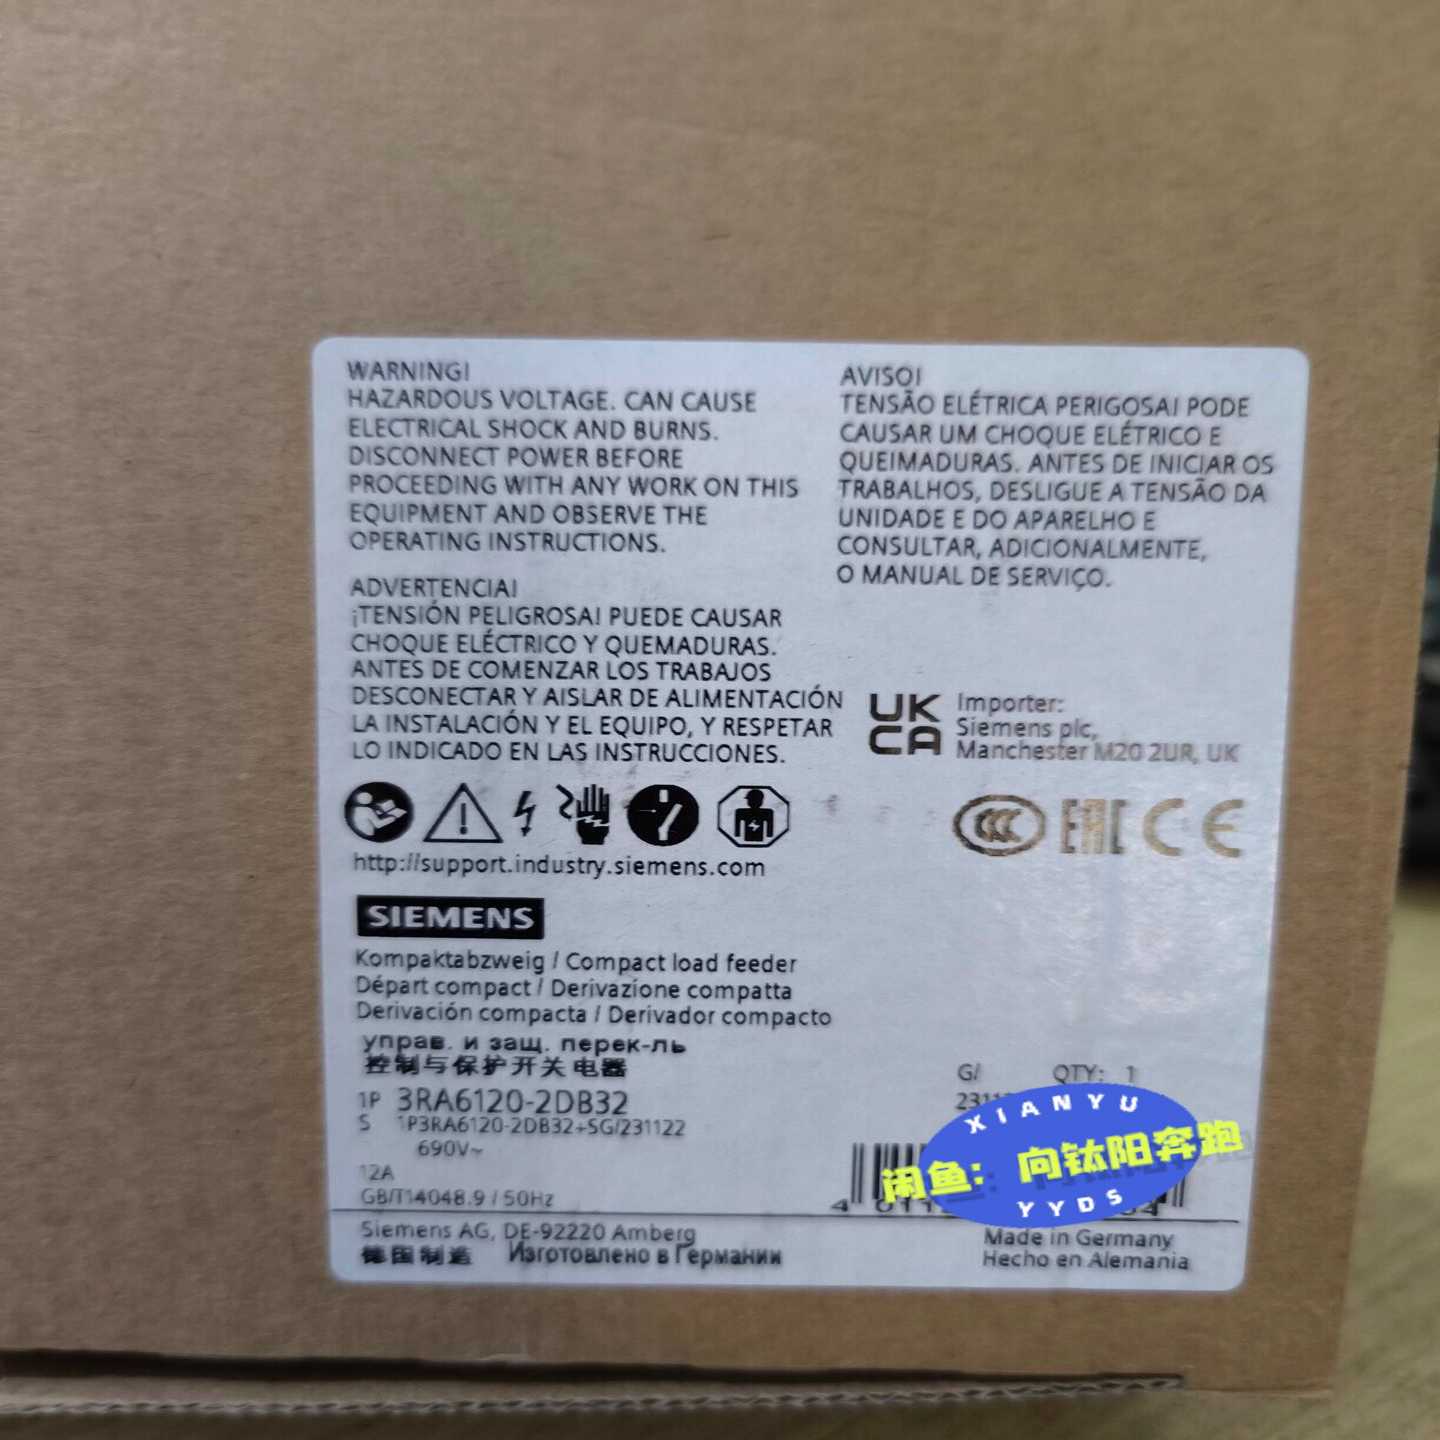 WARNING!
HAZARDOUS VOLTAGE. CAN CAUSE
ELECTRICAL SHOCK AND BURNS.
DISCONNECT POWER BEFORE
PROCEEDING WITH ANY WORK ON THIS
EQUIPMENT AND OBSERVE THE
OPERATING INSTRUCTIONS.
ADVERTENCIA!
¡TENSIÓN PELIGROSA! PUEDE CAUSAR
CHOQUE ELÉCTRICO Y QUEMADURAS.
ANTES DE COMENZAR LOS TRABAJOS
DESCONECTAR Y AISLAR DE ALIMENTACIÓN
LA INSTALACIÓN Y EL EQUIPO, Y RESPETAR
LO INDICADO EN LAS INSTRUCCIONES.
AVISO!
TENSÃO ELÉTRICA PERIGOSA! PODE
CAUSAR UM CHOQUE ELÉTRICO E
QUEIMADURAS. ANTES DE INICIAR OS
TRABALHOS, DESLIGUE A TENSÃO DA
UNIDADE E DO APARELHO E
CONSULTAR, ADICIONALMENTE,
O MANUAL DE SERVIÇO.
UK
CA
Importer:
Siemens plc,
Manchester M20 2UR, UK
CCC EAC CE
http://support.industry.siemens.com
SIEMENS
Kompaktabzweig / Compact load feeder
Départ compact / Derivazione compatta
Derivación compacta / Derivador compacto
управ. и защ. перек-ль
控制与保护开关电器
1P 3RA6120-2DB32
S 1P3RA6120-2DB32+SG/231122
690V~
12A
GB/T14048.9 / 50Hz
G/ QTY: 1
XIANYU
闲鱼：向钛阳奔跑
YYDS
Siemens AG, DE-92220 Amberg
德国制造 Изготовлено в Германии
Made in Germany
Hecho en Alemania